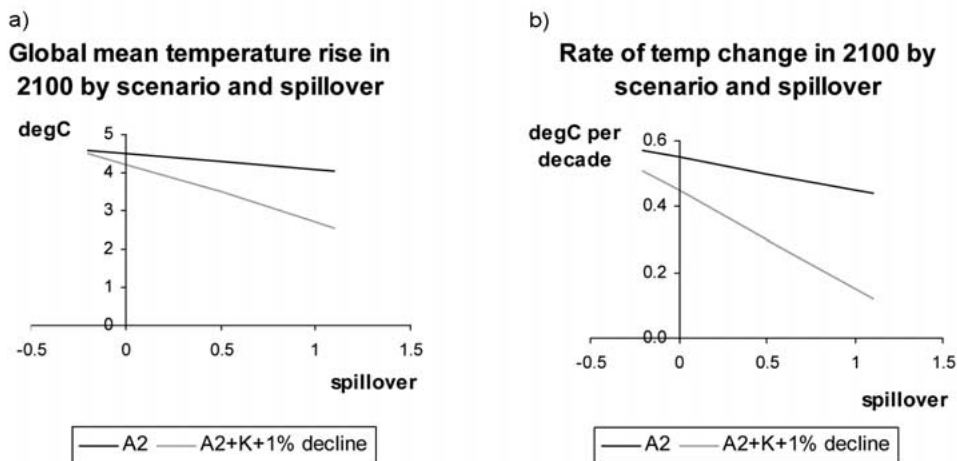 a)
Global mean temperature rise in
2100 by scenario and spillover
degC
5
4
3
2
1
0
-0.5 0 0.5 1 1.5
spillover
A2 A2+K+1% decline
b)
Rate of temp change in 2100 by
scenario and spillover
degC per
decade
0.6
0.4
0.2
0.0
-0.5 0 0.5 1 1.5
spillover
A2 A2+K+1% decline